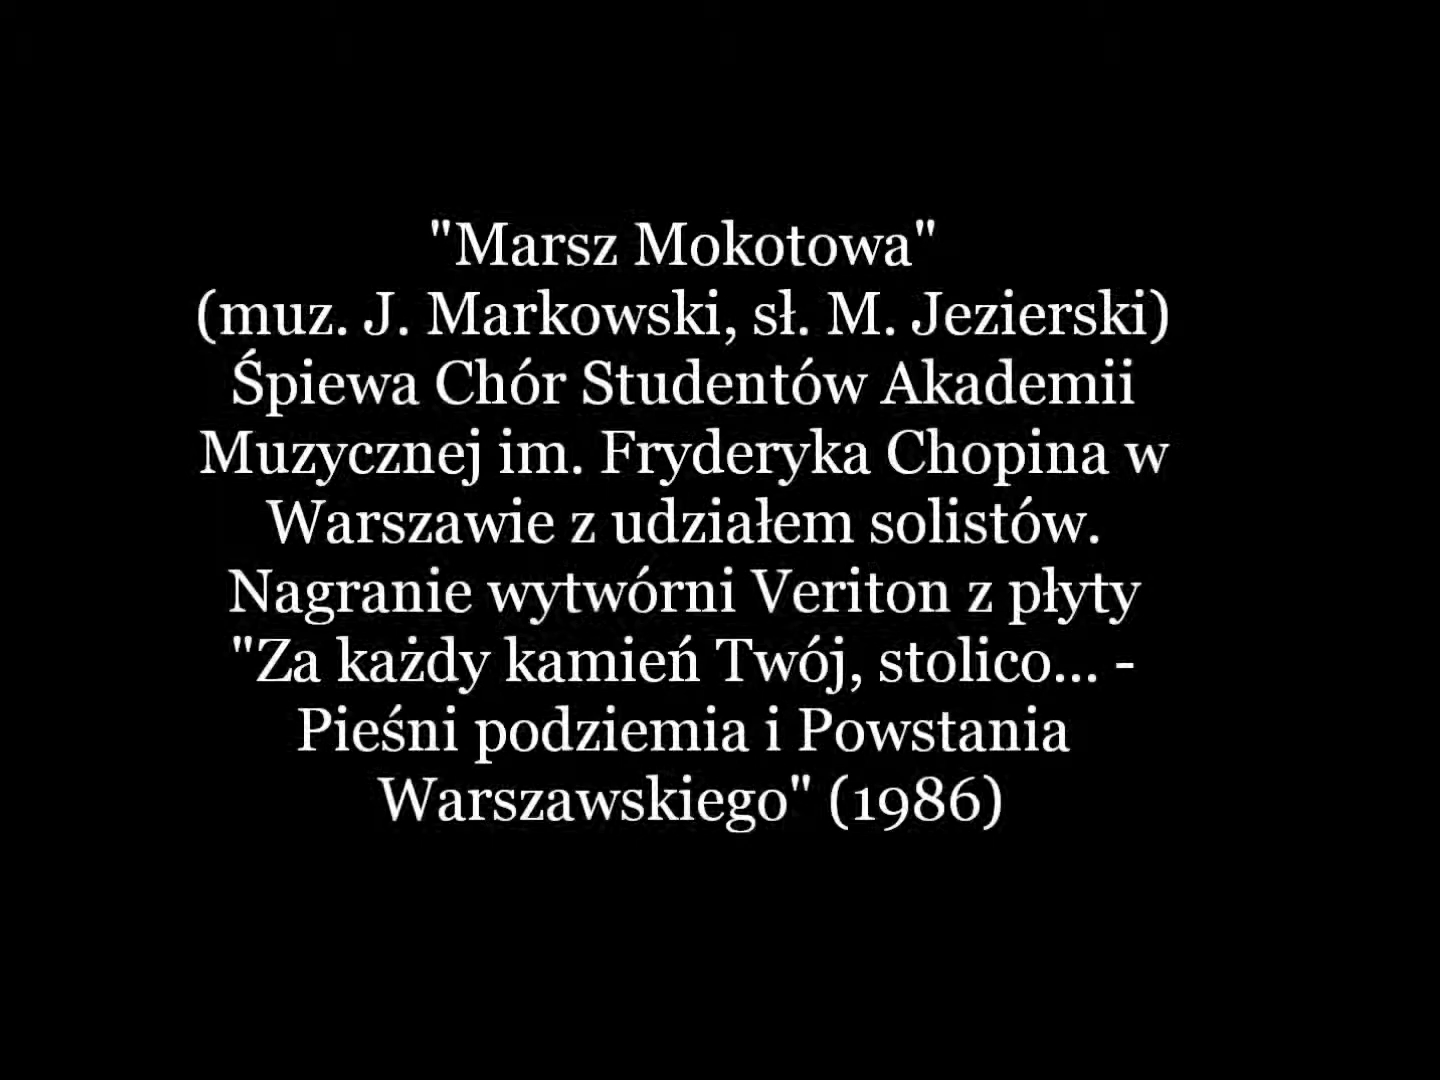 "Marsz Mokotowa"
(muz. J. Markowski, sł. M. Jezierski)
Śpiewa Chór Studentów Akademii
Muzycznej im. Fryderyka Chopina w
Warszawie z udziałem solistów.
Nagranie wytwórni Veriton z płyty
"Za każdy kamień Twój, stolico... -
Pieśni podziemia i Powstania
Warszawskiego" (1986)